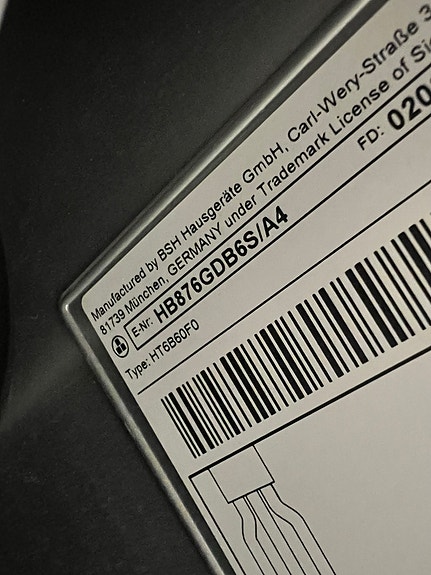 Manufactured by BSH Hausgeräte GmbH, Carl-Wery-Straße 3
81739 München, GERMANY under Trademark License of Sie
E-Nr: HB876GDB6S/A4
FD: 020
Type: HT6B60F0